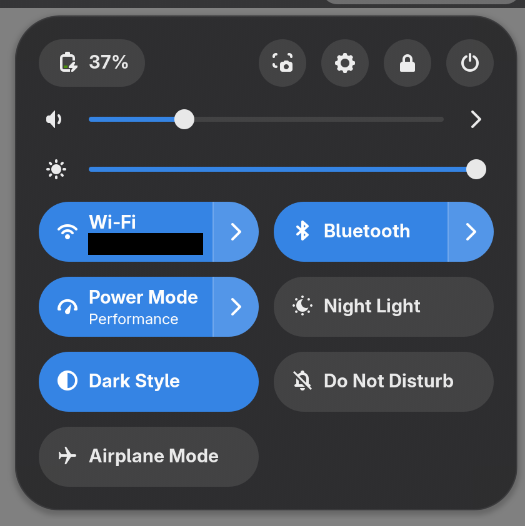 37%
Wi-Fi
Bluetooth
Power Mode
Performance
Night Light
Dark Style
Do Not Disturb
Airplane Mode